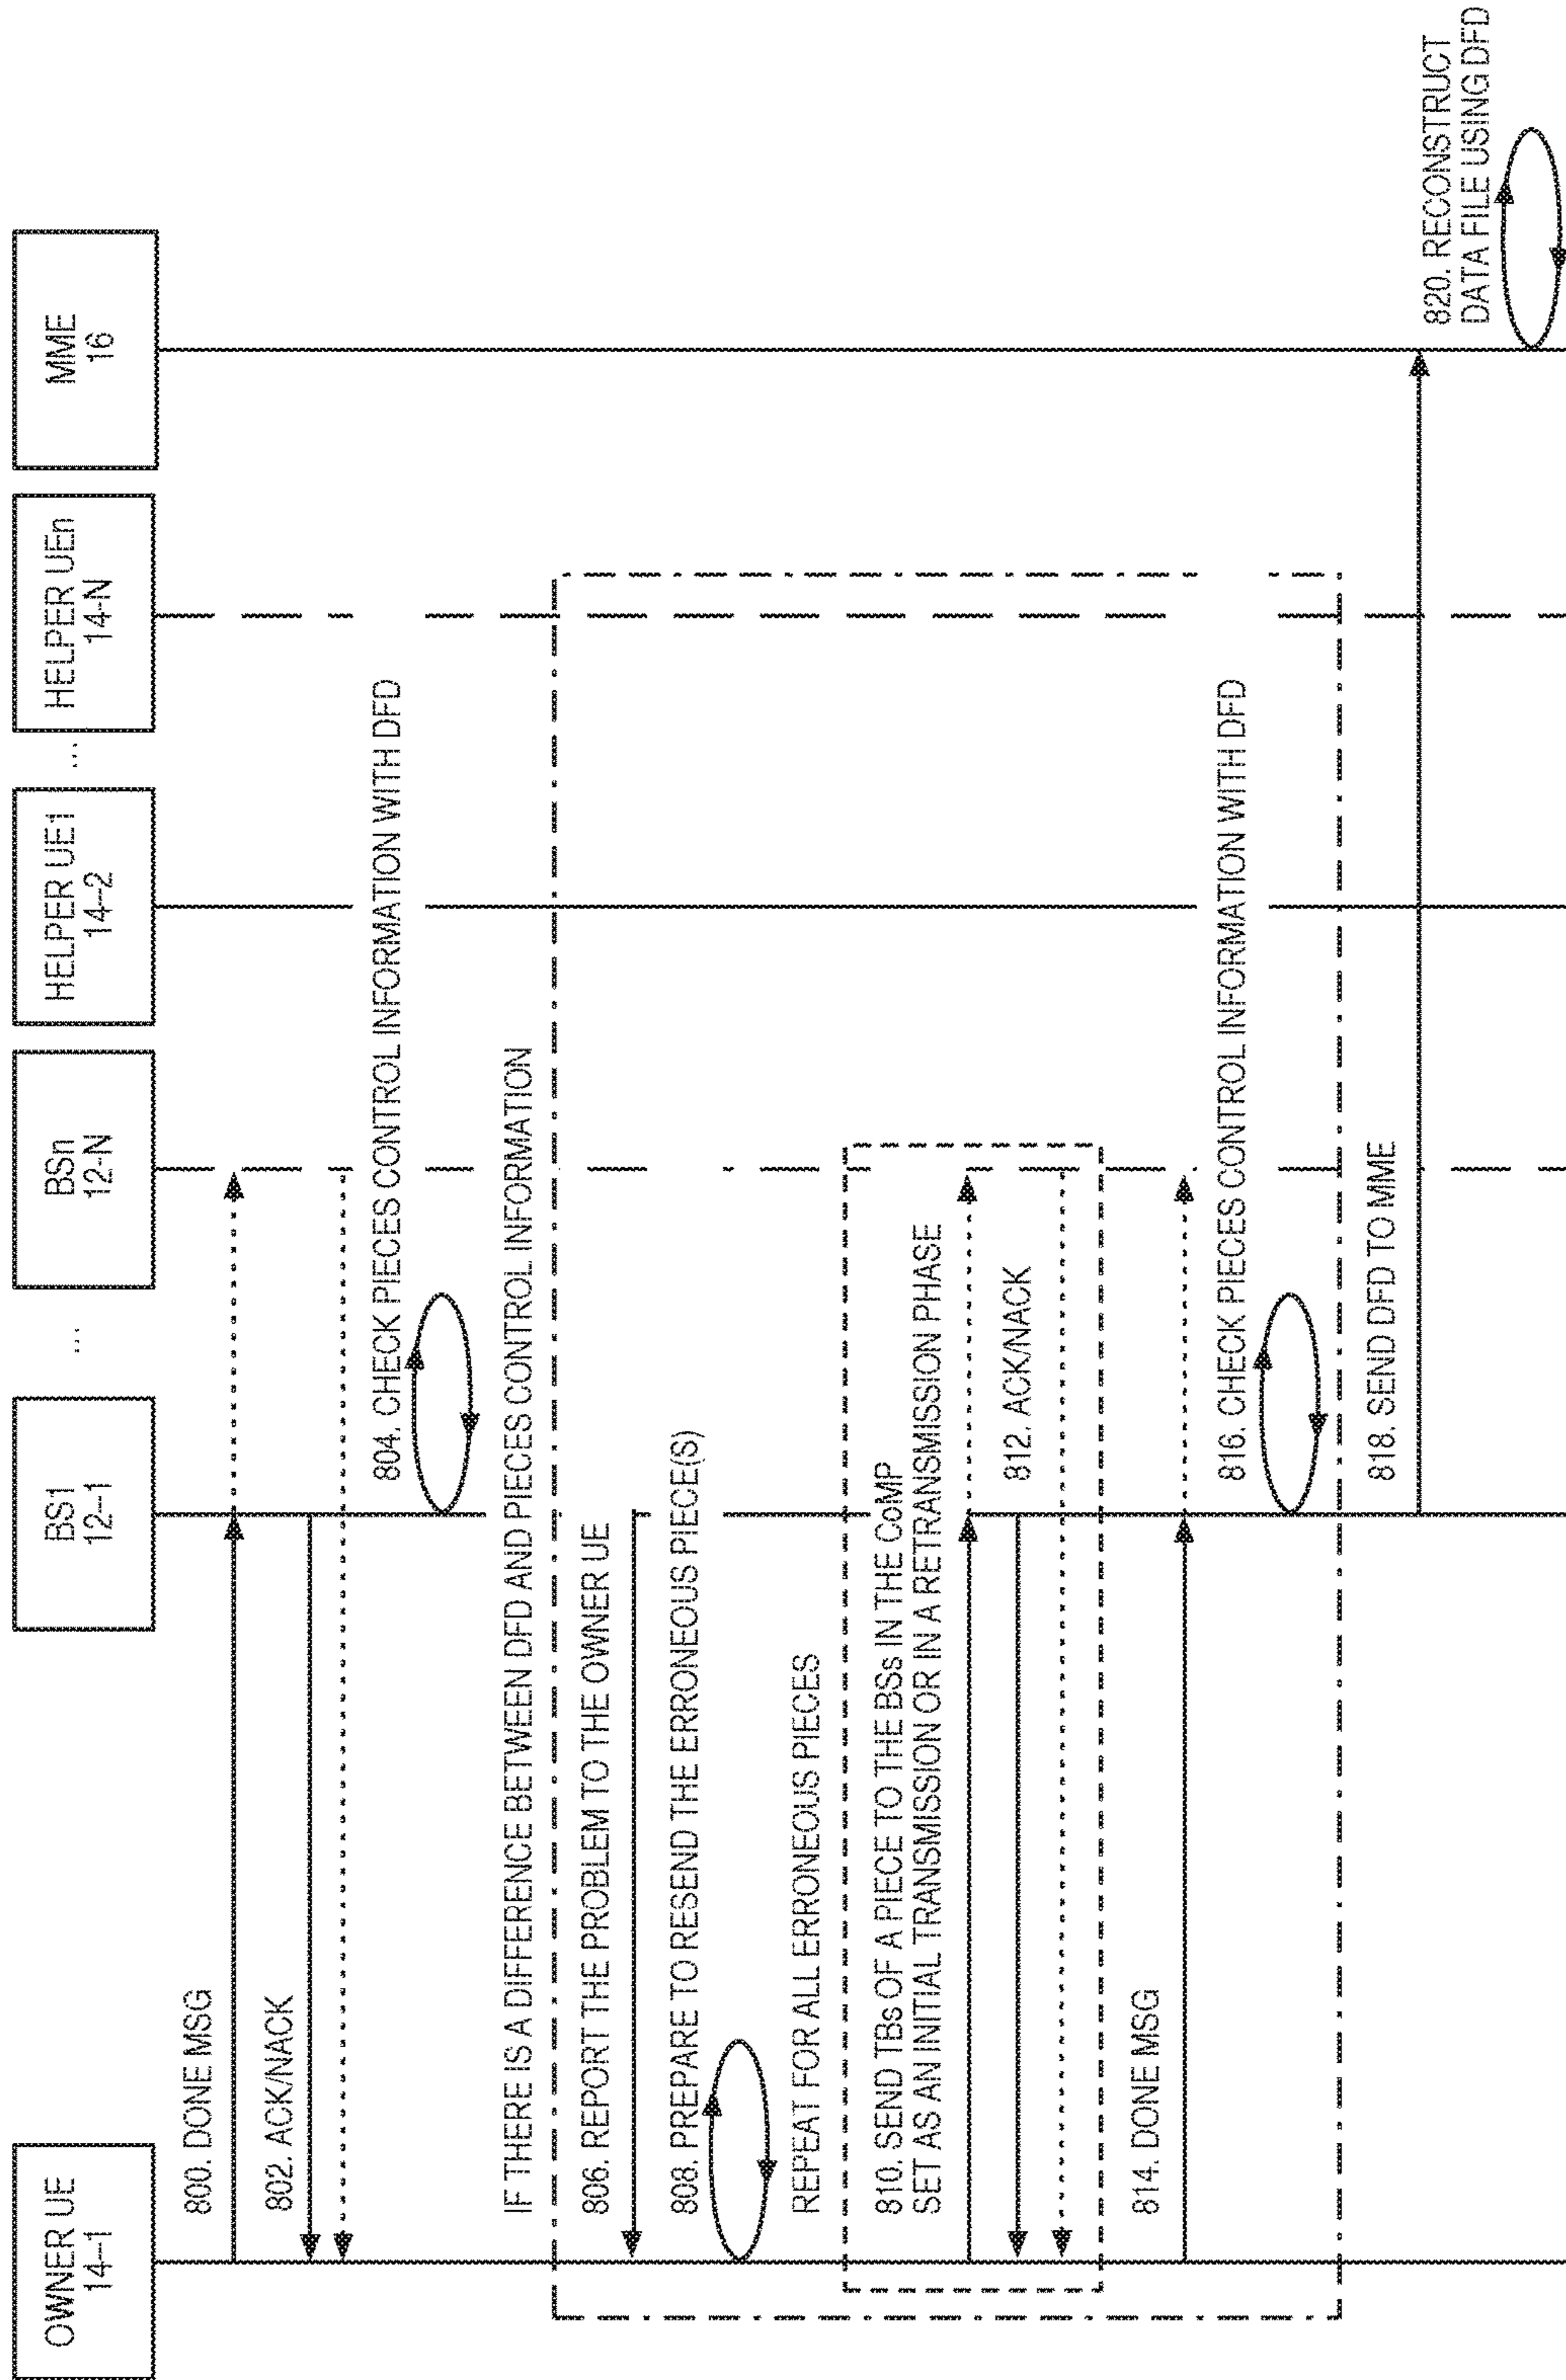 OWNER UE
14-1
BS1
12-1
...
BSn
12-N
HELPER UE1
14-2
...
HELPER UEn
14-N
MME
16
800. DONE MSG
802. ACK/NACK
804. CHECK PIECES CONTROL INFORMATION WITH DFD
IF THERE IS A DIFFERENCE BETWEEN DFD AND PIECES CONTROL INFORMATION
806. REPORT THE PROBLEM TO THE OWNER UE
808. PREPARE TO RESEND THE ERRONEOUS PIECE(S)
REPEAT FOR ALL ERRONEOUS PIECES
810. SEND TBs OF A PIECE TO THE BSs IN THE CoMP
SET AS AN INITIAL TRANSMISSION OR IN A RETRANSMISSION PHASE
812. ACK/NACK
814. DONE MSG
816. CHECK PIECES CONTROL INFORMATION WITH DFD
818. SEND DFD TO MME
820. RECONSTRUCT
DATA FILE USING DFD